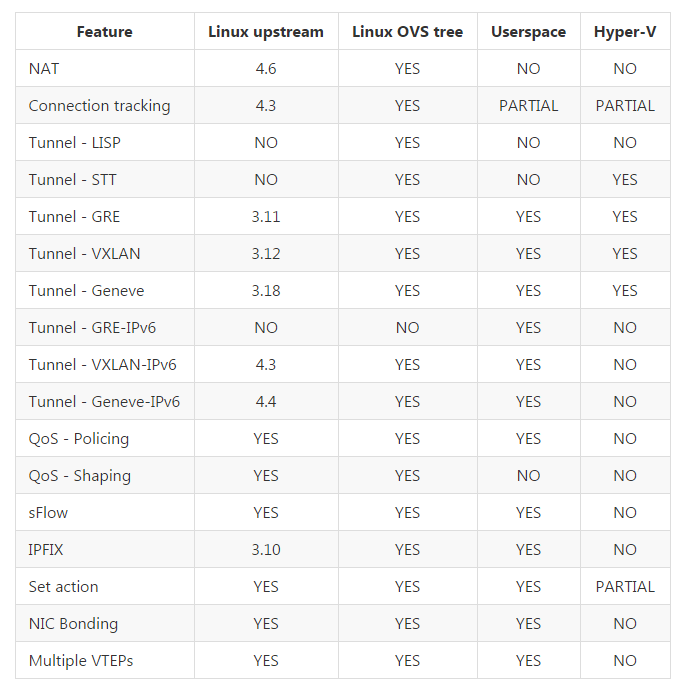 Feature Linux upstream Linux OVS tree Userspace Hyper-V
NAT 4.6 YES NO NO
Connection tracking 4.3 YES PARTIAL PARTIAL
Tunnel - LISP NO YES NO NO
Tunnel - STT NO YES NO YES
Tunnel - GRE 3.11 YES YES YES
Tunnel - VXLAN 3.12 YES YES YES
Tunnel - Geneve 3.18 YES YES YES
Tunnel - GRE-IPv6 NO NO YES NO
Tunnel - VXLAN-IPv6 4.3 YES YES NO
Tunnel - Geneve-IPv6 4.4 YES YES NO
QoS - Policing YES YES YES NO
QoS - Shaping YES YES NO NO
sFlow YES YES YES NO
IPFIX 3.10 YES YES NO
Set action YES YES YES PARTIAL
NIC Bonding YES YES YES NO
Multiple VTEPs YES YES YES NO